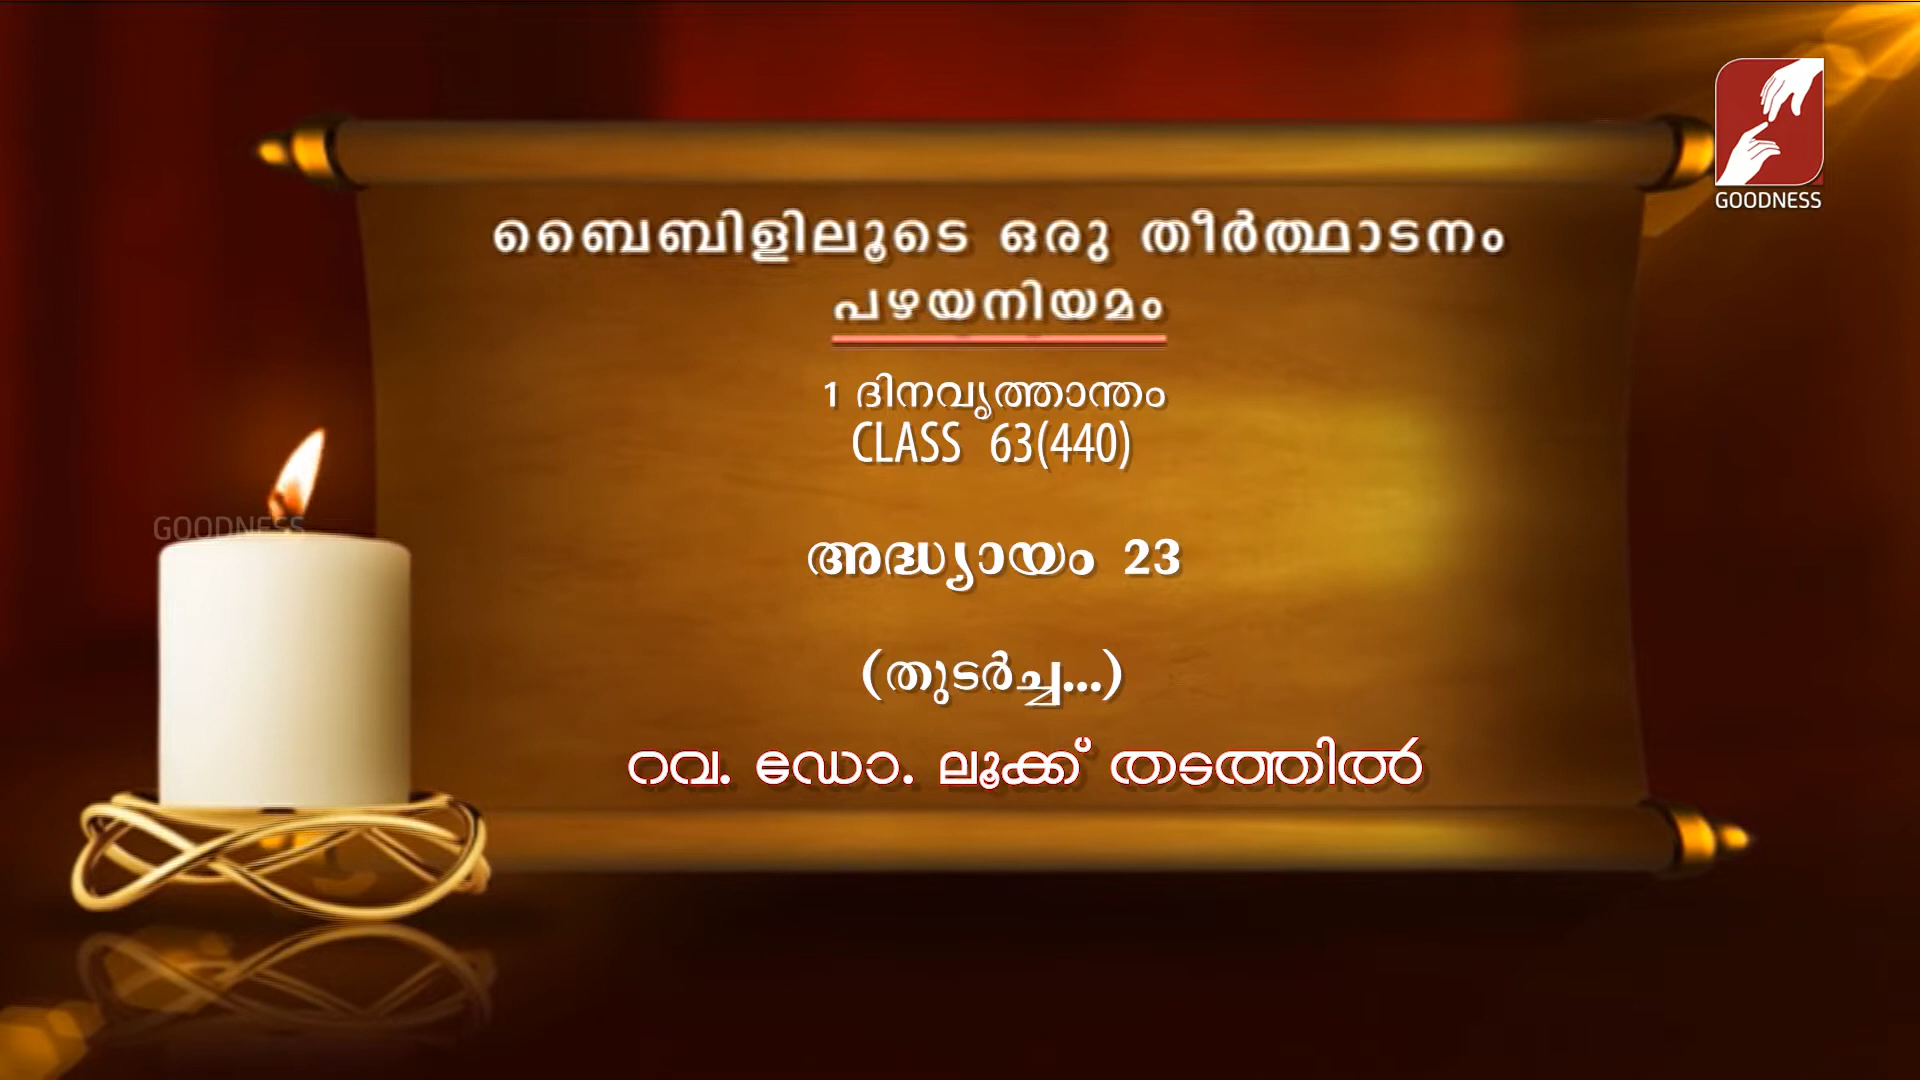 GOODNESS
ബൈബിളിലൂടെ ഒരു തീർത്ഥാടനം
പഴയനിയമം
1 ദിനവൃത്താന്തം
CLASS 63(440)
GOODNESS
അദ്ധ്യായം 23
(തുടർച്ച...)
റവ. ഡോ. ലൂക്ക് തടത്തിൽ